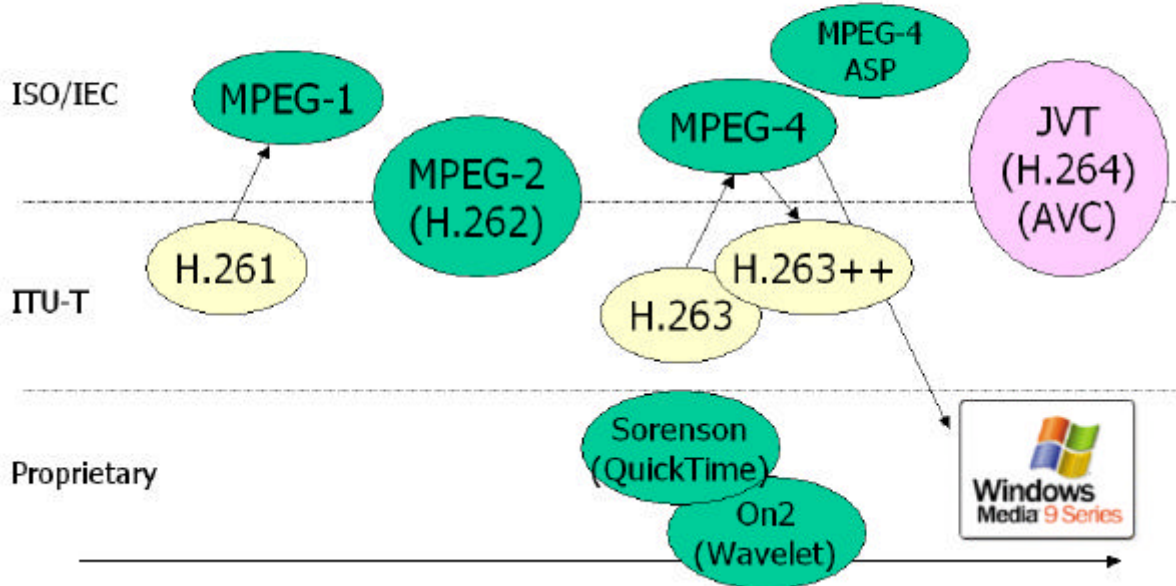 MPEG-4
ASP
ISO/IEC
MPEG-1
MPEG-4
JVT
(H.264)
(AVC)
MPEG-2
(H.262)
H.261
H.263++
ITU-T
H.263
Sorenson
(QuickTime)
Proprietary
Windows
Media 9 Series
On2
(Wavelet)